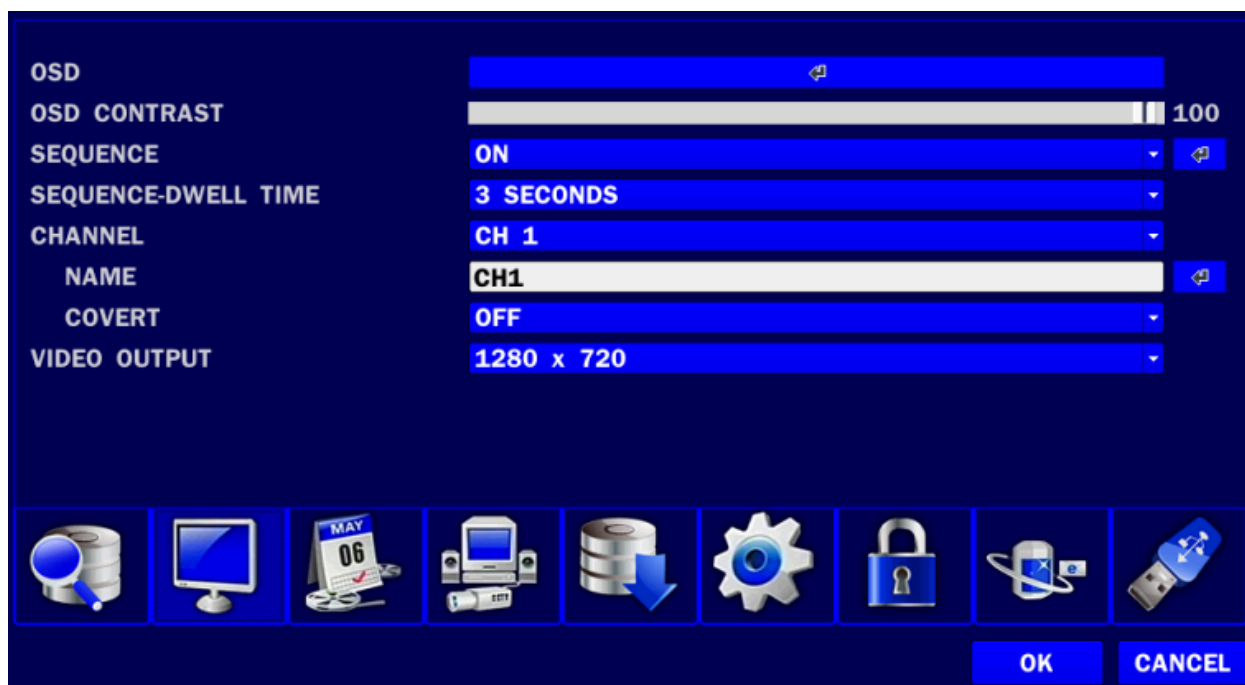 OSD
OSD CONTRAST 100
SEQUENCE ON
SEQUENCE-DWELL TIME 3 SECONDS
CHANNEL CH 1
NAME CH1
COVERT OFF
VIDEO OUTPUT 1280 x 720
MAY
06
CCTV
e
OK CANCEL